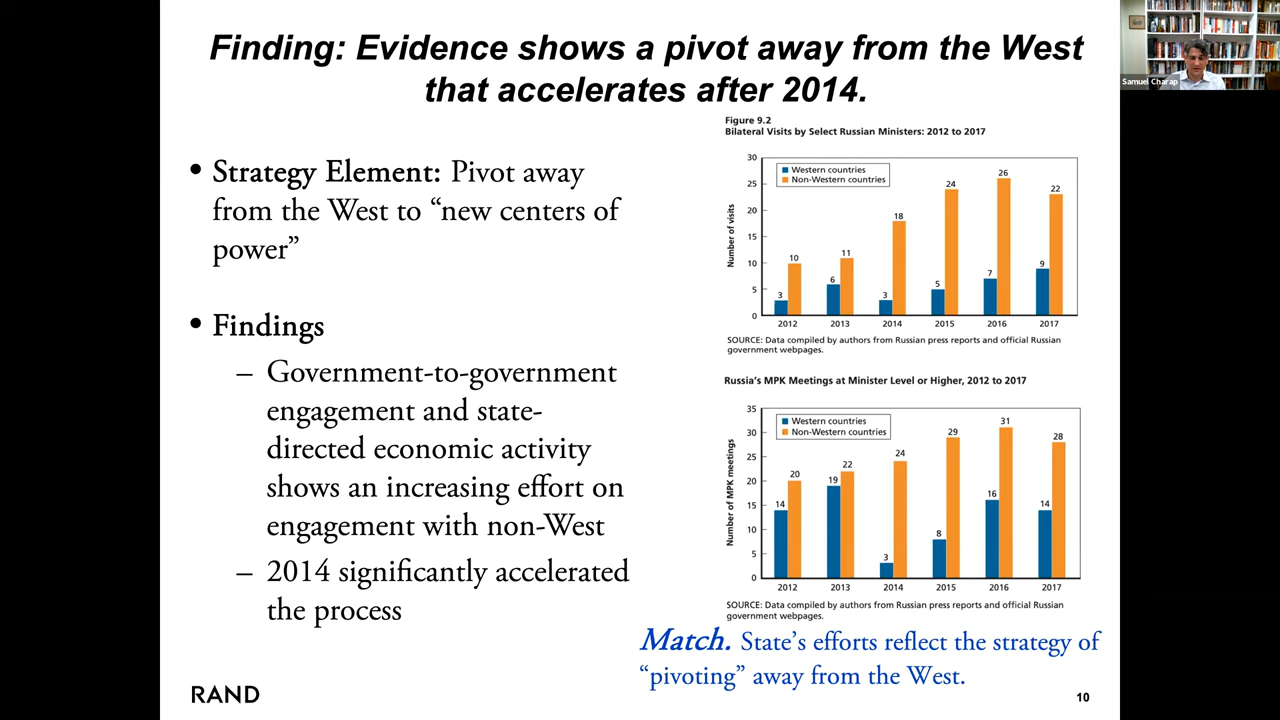 Finding: Evidence shows a pivot away from the West
that accelerates after 2014.
Samuel Charap
• Strategy Element: Pivot away
from the West to “new centers of
power”
• Findings
– Government-to-government
engagement and state-
directed economic activity
shows an increasing effort on
engagement with non-West
– 2014 significantly accelerated
the process
Figure 9.2
Bilateral Visits by Select Russian Ministers: 2012 to 2017
Number of visits
30
25
20
15
10
5
0
Western countries
Non-Western countries
3 10 6 11 3 18 5 24 7 26 9 22
2012 2013 2014 2015 2016 2017
SOURCE: Data compiled by authors from Russian press reports and official Russian
government webpages.
Russia’s MPK Meetings at Minister Level or Higher, 2012 to 2017
Number of MPK meetings
35
30
25
20
15
10
5
0
Western countries
Non-Western countries
14 20 19 22 3 24 8 29 16 31 14 28
2012 2013 2014 2015 2016 2017
SOURCE: Data compiled by authors from Russian press reports and official Russian
government webpages.
Match. State’s efforts reflect the strategy of
“pivoting” away from the West.
RAND
10